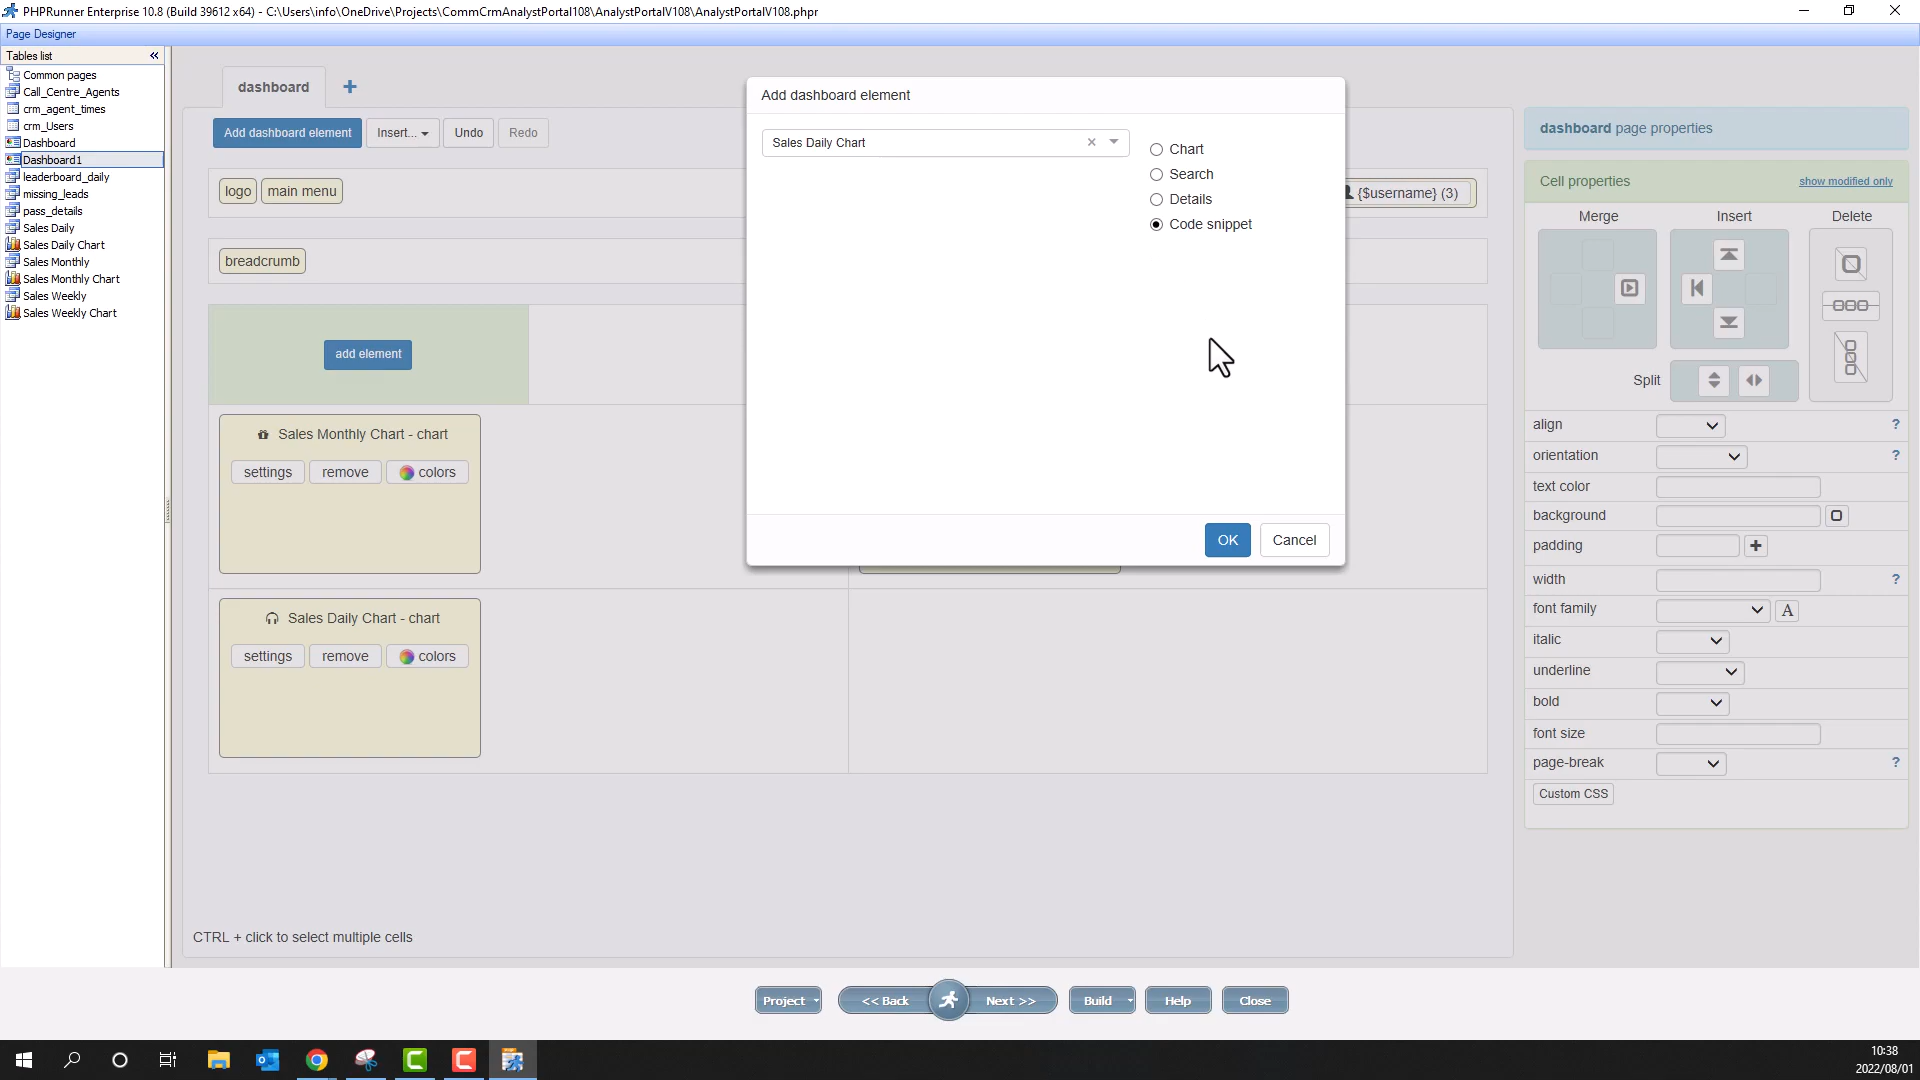 PHPRunner Enterprise 10.8 (Build 39612 x64) - C:\Users\info\OneDrive\Projects\CommCrmAnalystPortal108\AnalystPortalV108\AnalystPortalV108.phpr
Page Designer
Tables list
Common pages
Call_Centre_Agents
crm_agent_times
crm_Users
Dashboard
Dashboard1
leaderboard_daily
missing_leads
pass_details
Sales Daily
Sales Daily Chart
Sales Monthly
Sales Monthly Chart
Sales Weekly
Sales Weekly Chart
dashboard
Add dashboard element
Insert...
Undo
Redo
logo
main menu
{$username} (3)
breadcrumb
add element
Sales Monthly Chart - chart
settings
remove
colors
Sales Daily Chart - chart
settings
remove
colors
CTRL + click to select multiple cells
Add dashboard element
Sales Daily Chart
Chart
Search
Details
Code snippet
OK
Cancel
dashboard page properties
Cell properties
show modified only
Merge
Insert
Delete
Split
align
?
orientation
?
text color
background
padding
width
?
font family
A
italic
underline
bold
font size
page-break
?
Custom CSS
Project
<< Back
Next >>
Build
Help
Close
10:38
2022/08/01